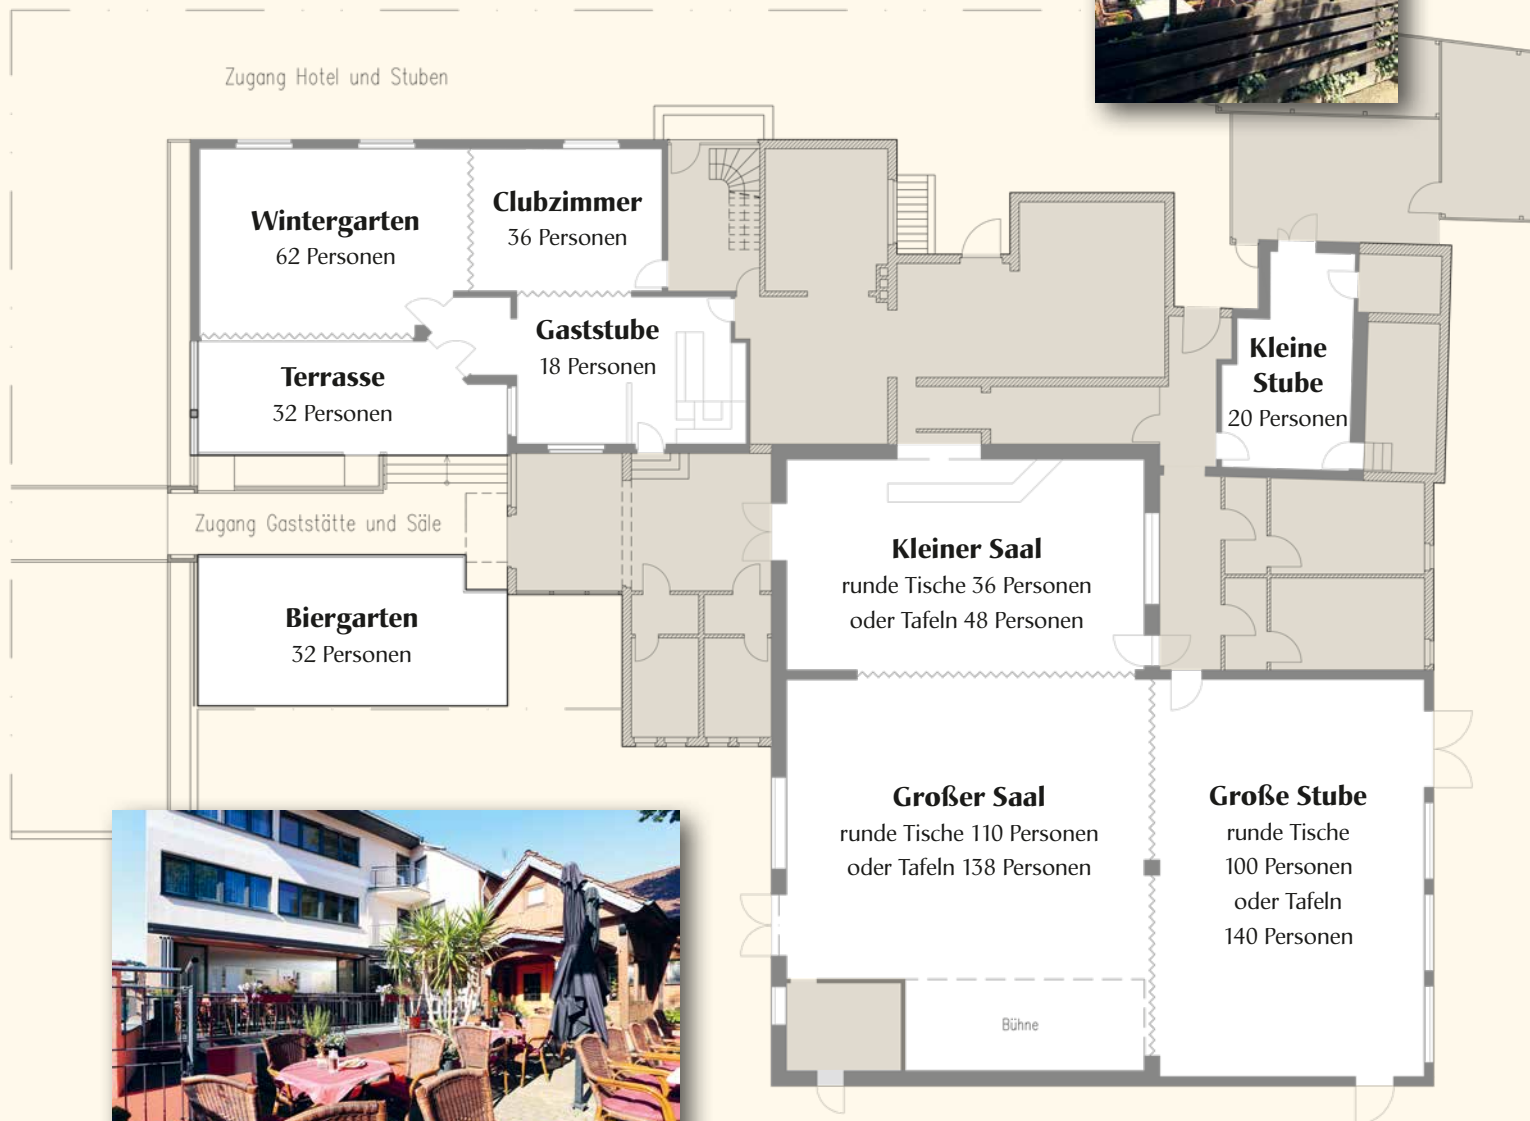 Zugang Hotel und Stuben
Wintergarten
62 Personen
Clubzimmer
36 Personen
Gaststube
18 Personen
Terrasse
32 Personen
Kleine
Stube
20 Personen
Zugang Gaststätte und Säle
Biergarten
32 Personen
Kleiner Saal
runde Tische 36 Personen
oder Tafeln 48 Personen
Großer Saal
runde Tische 110 Personen
oder Tafeln 138 Personen
Große Stube
runde Tische
100 Personen
oder Tafeln
140 Personen
Bühne